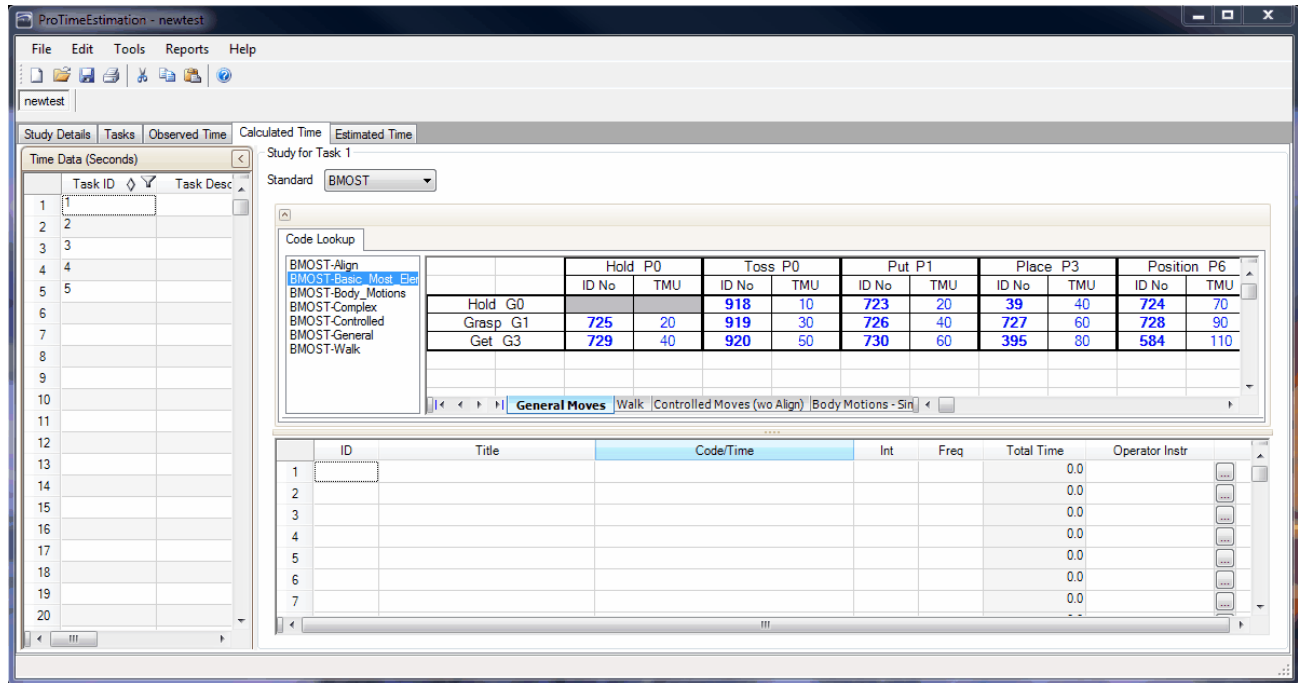 ProTimeEstimation - newtest
File Edit Tools Reports Help
newtest
Study Details Tasks Observed Time Calculated Time Estimated Time
Time Data (Seconds)
Task ID Task Desc
1 1
2 2
3 3
4 4
5 5
6
7
8
9
10
11
12
13
14
15
16
17
18
19
20
Study for Task 1
Standard BMOST
Code Lookup
BMOST-Align
BMOST-Basic_Most_Eler
BMOST-Body_Motions
BMOST-Complex
BMOST-Controlled
BMOST-General
BMOST-Walk
Hold P0 Toss P0 Put P1 Place P3 Position P6
ID No TMU ID No TMU ID No TMU ID No TMU ID No TMU
Hold G0 918 10 723 20 39 40 724 70
Grasp G1 725 20 919 30 726 40 727 60 728 90
Get G3 729 40 920 50 730 60 395 80 584 110
General Moves Walk Controlled Moves (wo Align) Body Motions - Sin
ID Title Code/Time Int Freq Total Time Operator Instr
1 0.0 ...
2 0.0 ...
3 0.0 ...
4 0.0 ...
5 0.0 ...
6 0.0 ...
7 0.0 ...